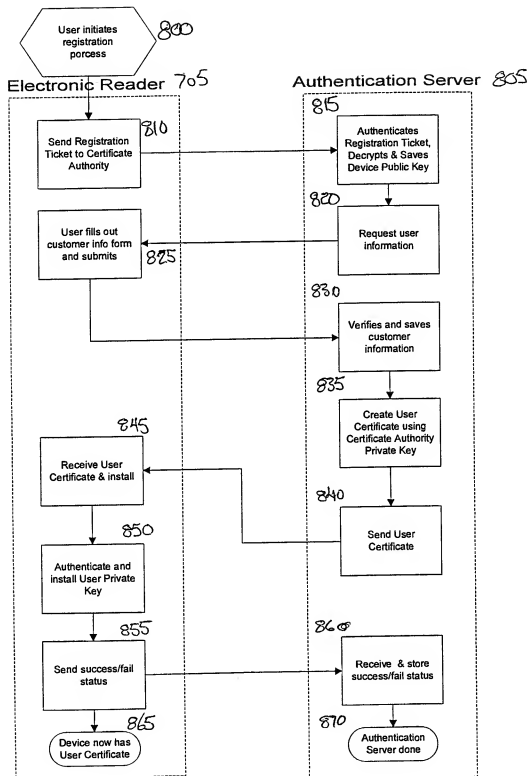 User initiates
registration
porcess
800
Electronic Reader 705
Authentication Server 805
810
Send Registration
Ticket to Certificate
Authority
815
Authenticates
Registration Ticket,
Decrypts & Saves
Device Public Key
820
Request user
information
User fills out
customer info form
and submits
825
830
Verifies and saves
customer
information
835
Create User
Certificate using
Certificate Authority
Private Key
845
Receive User
Certificate & install
840
Send User
Certificate
850
Authenticate and
install User Private
Key
855
Send success/fail
status
860
Receive & store
success/fail status
865
Device now has
User Certificate
870
Authentication
Server done